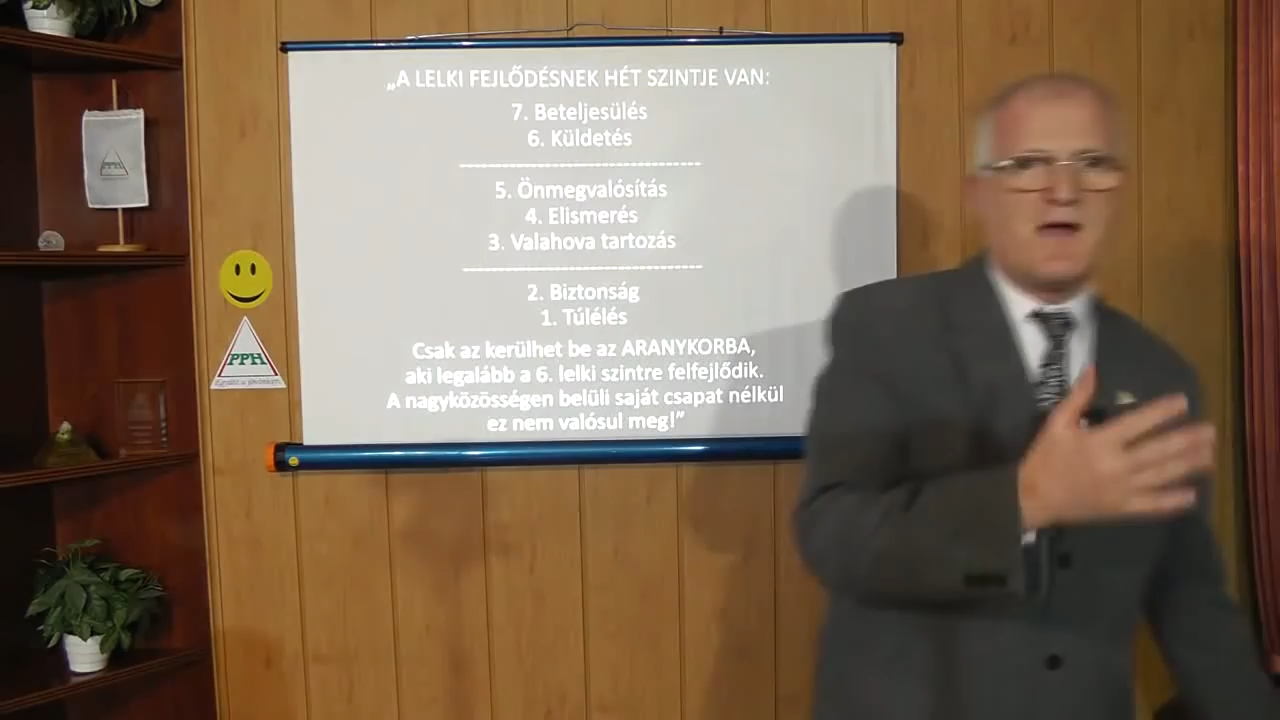 „A LELKI FEJLŐDÉSNEK HÉT SZINTJE VAN:
7. Beteljesülés
6. Küldetés
5. Önmegvalósítás
4. Elismerés
3. Valahova tartozás
2. Biztonság
1. Túlélés
Csak az kerülhet be az ARANYKORBA,
aki legalább a 6. lelki szintre felfejlődik.
A nagyközösségen belüli saját csapat nélkül
ez nem valósul meg!”
PPH